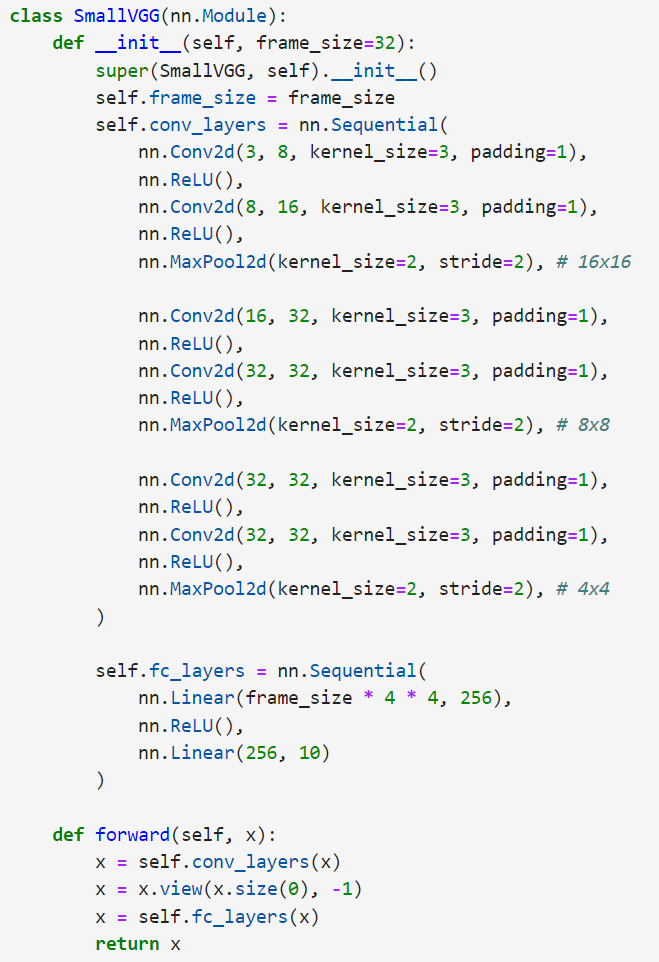 class SmallVGG(nn.Module):
    def __init__(self, frame_size=32):
        super(SmallVGG, self).__init__()
        self.frame_size = frame_size
        self.conv_layers = nn.Sequential(
            nn.Conv2d(3, 8, kernel_size=3, padding=1),
            nn.ReLU(),
            nn.Conv2d(8, 16, kernel_size=3, padding=1),
            nn.ReLU(),
            nn.MaxPool2d(kernel_size=2, stride=2), # 16x16

            nn.Conv2d(16, 32, kernel_size=3, padding=1),
            nn.ReLU(),
            nn.Conv2d(32, 32, kernel_size=3, padding=1),
            nn.ReLU(),
            nn.MaxPool2d(kernel_size=2, stride=2), # 8x8

            nn.Conv2d(32, 32, kernel_size=3, padding=1),
            nn.ReLU(),
            nn.Conv2d(32, 32, kernel_size=3, padding=1),
            nn.ReLU(),
            nn.MaxPool2d(kernel_size=2, stride=2), # 4x4
        )

        self.fc_layers = nn.Sequential(
            nn.Linear(frame_size * 4 * 4, 256),
            nn.ReLU(),
            nn.Linear(256, 10)
        )

    def forward(self, x):
        x = self.conv_layers(x)
        x = x.view(x.size(0), -1)
        x = self.fc_layers(x)
        return x